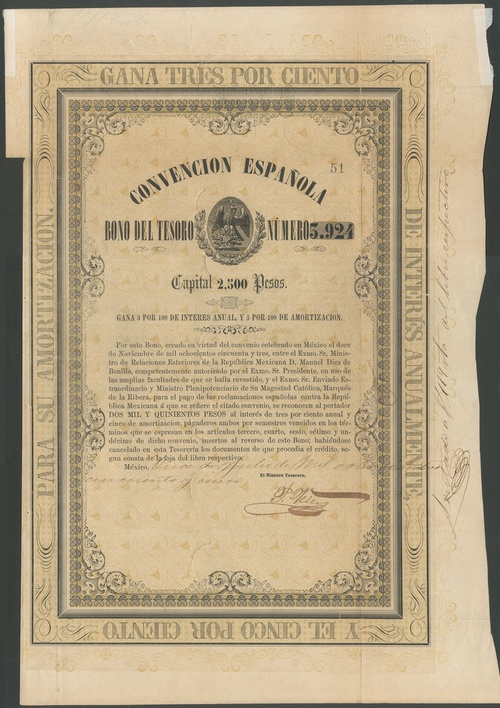 GANA TRES POR CIENTO
DE INTERES ANUALMENTE
Y EL CINCO POR CIENTO
PARA SU AMORTIZACION.
51
CONVENCION ESPAÑOLA
BONO DEL TESORO NÚMERO 5.924
Capital 2,500 Pesos.
GANA 3 POR 100 DE INTERES ANUAL, Y 5 POR 100 DE AMORTIZACION.
Por este Bono, creado en virtud del convenio celebrado en México el doce
de Noviembre de mil ochocientos cincuenta y tres, entre el Exmo. Sr. Minis-
tro de Relaciones Esteriores de la República Mexicana D. Manuel Diez de
Bonilla, competentemente autorizado por el Exmo. Sr. Presidente, en uso de
las amplias facultades de que se halla revestido, y el Exmo. Sr. Enviado Es-
traordinario y Ministro Plenipotenciario de Su Magestad Católica, Marqués
de la Ribera, para el pago de las reclamaciones españolas contra la Repú-
blica Mexicana á que se refiere el citado convenio, se reconocen al portador
DOS MIL Y QUINIENTOS PESOS al interes de tres por ciento anual y
cinco de amortizacion, pagaderos ambos por semestres vencidos en los tér-
minos que se espresan en los artículos tercero, cuarto, sesto, sétimo y un-
décimo de dicho convenio, insertos al reverso de este Bono; habiéndose
cancelado en esta Tesorería los documentos de que procedia el crédito, se-
gun consta de la foja del libro respectivo.
México,
cincuenta y cinco
El Ministro Tesorero.